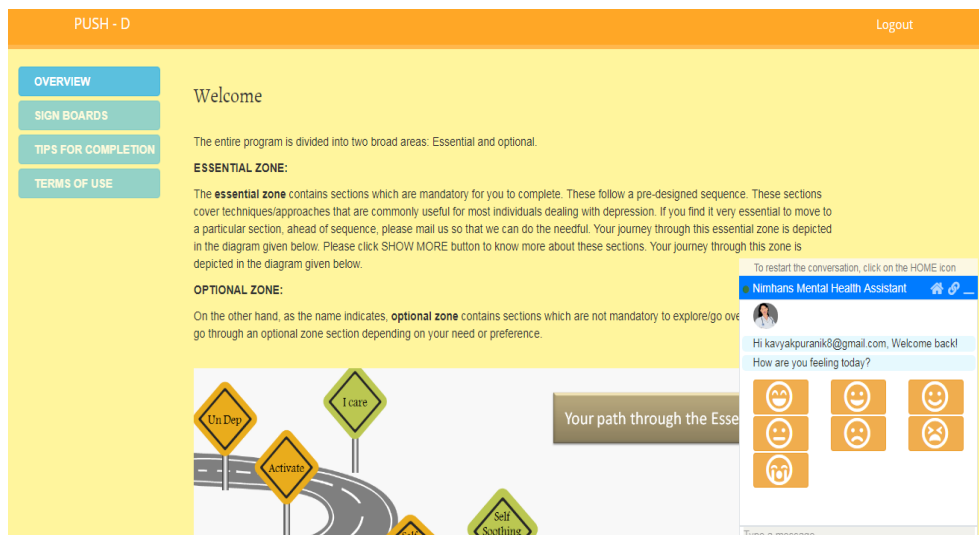 PUSH - D
Logout
OVERVIEW
SIGN BOARDS
TIPS FOR COMPLETION
TERMS OF USE
Welcome
The entire program is divided into two broad areas: Essential and optional.
ESSENTIAL ZONE:
The essential zone contains sections which are mandatory for you to complete. These follow a pre-designed sequence. These sections
cover techniques/approaches that are commonly useful for most individuals dealing with depression. If you find it very essential to move to
a particular section, ahead of sequence, please mail us so that we can do the needful. Your journey through this essential zone is depicted
in the diagram given below. Please click SHOW MORE button to know more about these sections. Your journey through this zone is
depicted in the diagram given below.
OPTIONAL ZONE:
On the other hand, as the name indicates, optional zone contains sections which are not mandatory to explore/go ove
go through an optional zone section depending on your need or preference.
I care
Un Dep
Activate
Self
Soothing
Self
Your path through the Esse
To restart the conversation, click on the HOME icon
Nimhans Mental Health Assistant
Hi kavyakpuranik8@gmail.com, Welcome back!
How are you feeling today?
Type a message